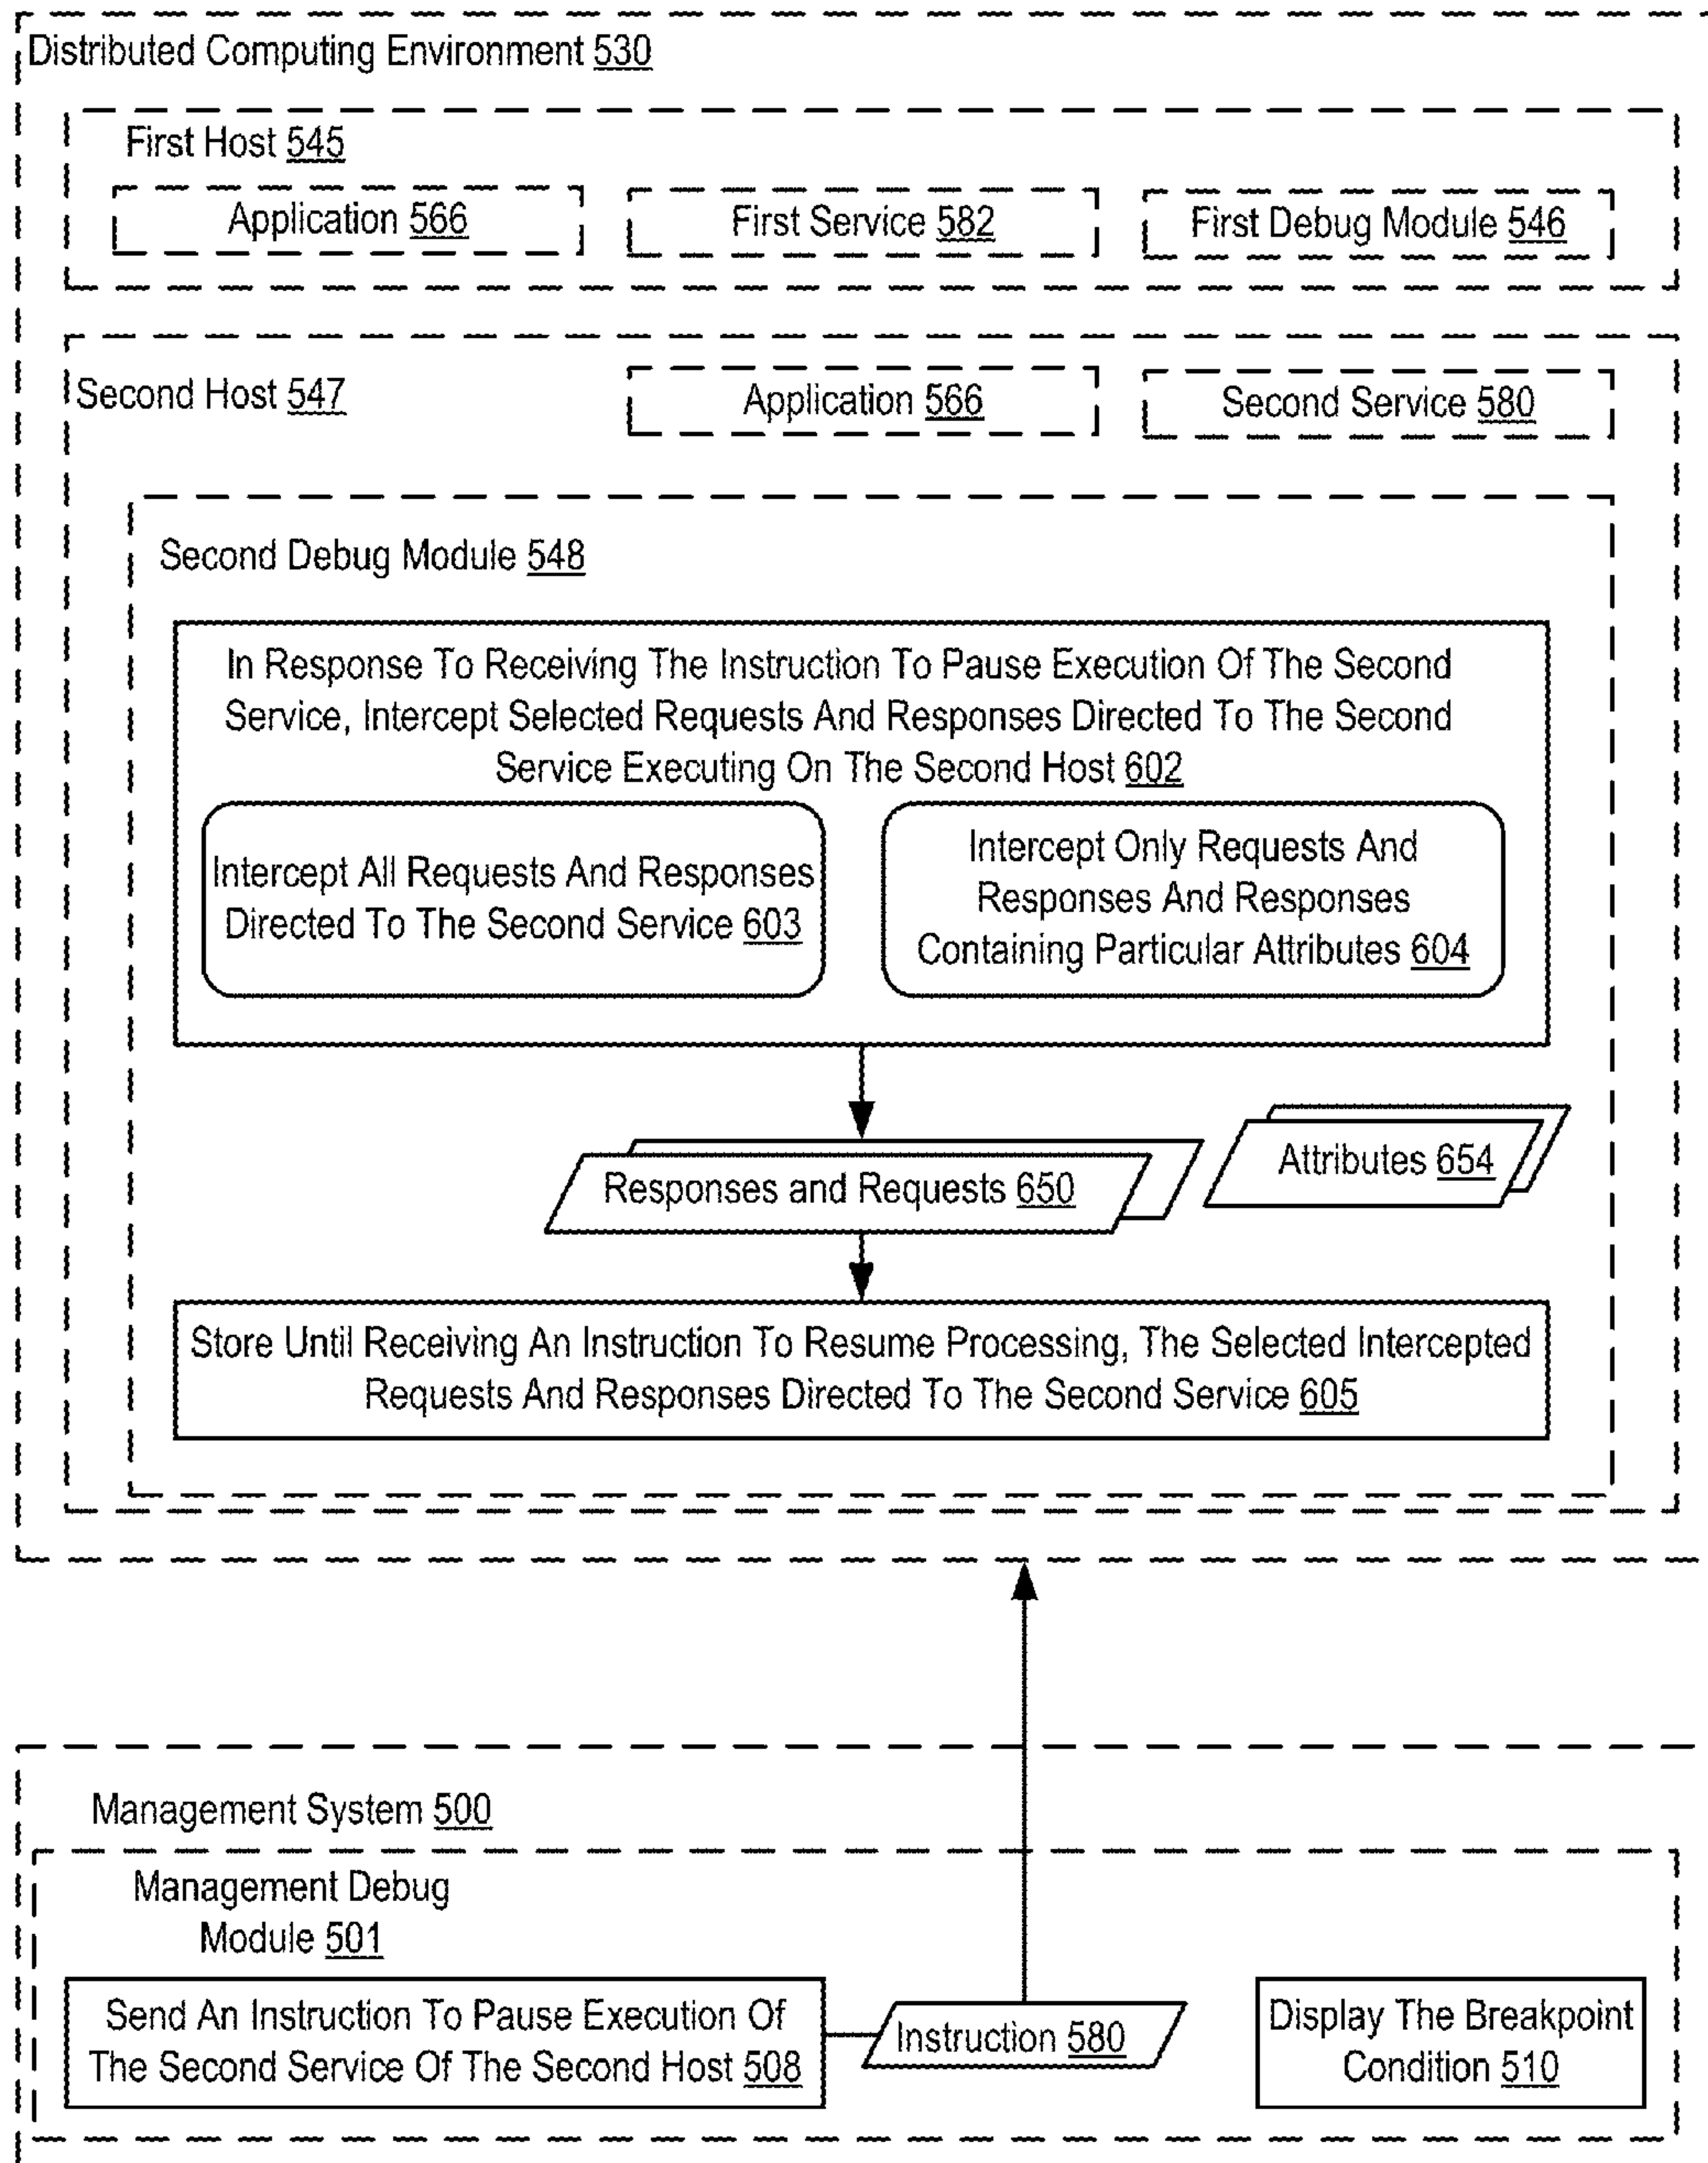 Distributed Computing Environment 530
First Host 545
Application 566
First Service 582
First Debug Module 546
Second Host 547
Application 566
Second Service 580
Second Debug Module 548
In Response To Receiving The Instruction To Pause Execution Of The Second
Service, Intercept Selected Requests And Responses Directed To The Second
Service Executing On The Second Host 602
Intercept All Requests And Responses
Directed To The Second Service 603
Intercept Only Requests And
Responses And Responses
Containing Particular Attributes 604
Attributes 654
Responses and Requests 650
Store Until Receiving An Instruction To Resume Processing, The Selected Intercepted
Requests And Responses Directed To The Second Service 605
Management System 500
Management Debug
Module 501
Send An Instruction To Pause Execution Of
The Second Service Of The Second Host 508
Instruction 580
Display The Breakpoint
Condition 510